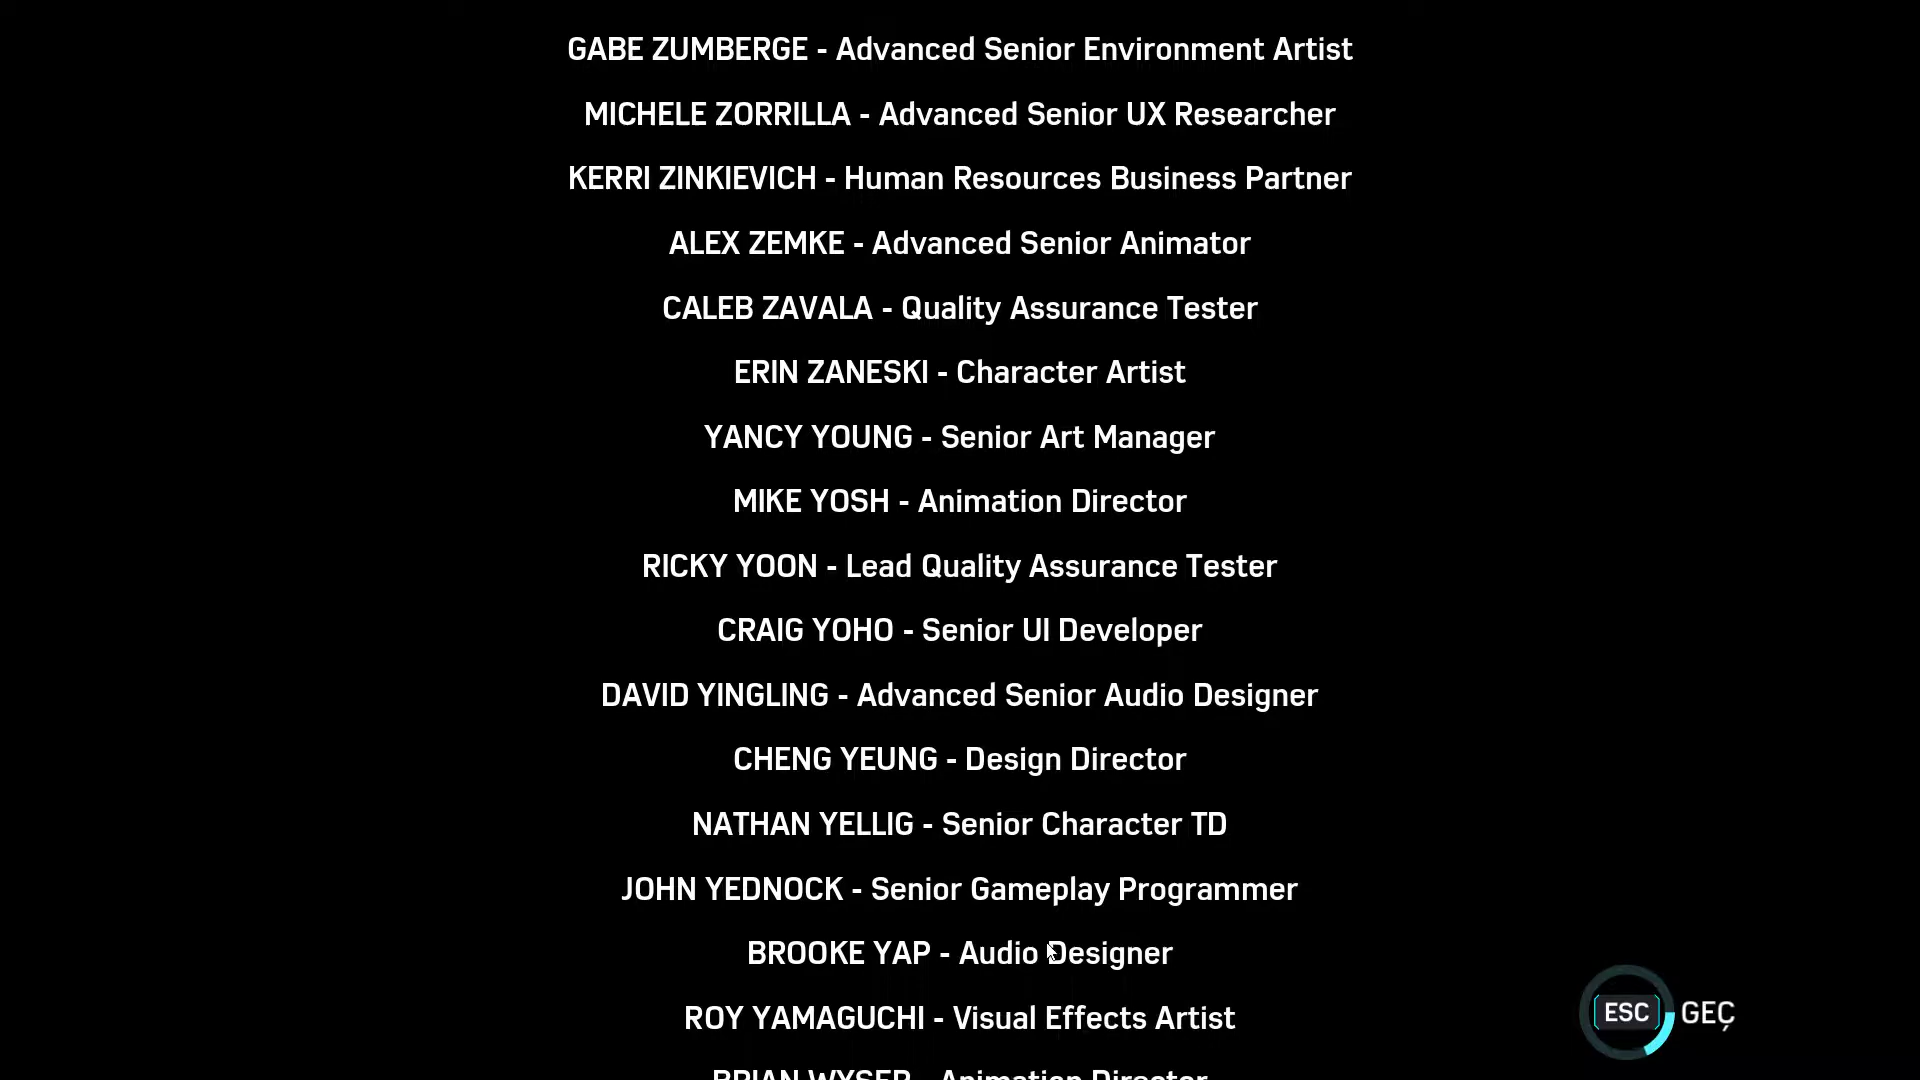 GABE ZUMBERGE - Advanced Senior Environment Artist
MICHELE ZORRILLA - Advanced Senior UX Researcher
KERRI ZINKIEVICH - Human Resources Business Partner
ALEX ZEMKE - Advanced Senior Animator
CALEB ZAVALA - Quality Assurance Tester
ERIN ZANESKI - Character Artist
YANCY YOUNG - Senior Art Manager
MIKE YOSH - Animation Director
RICKY YOON - Lead Quality Assurance Tester
CRAIG YOHO - Senior UI Developer
DAVID YINGLING - Advanced Senior Audio Designer
CHENG YEUNG - Design Director
NATHAN YELLIG - Senior Character TD
JOHN YEDNOCK - Senior Gameplay Programmer
BROOKE YAP - Audio Designer
ROY YAMAGUCHI - Visual Effects Artist
BRIAN WYSER - Animation Director
ESC GEÇ